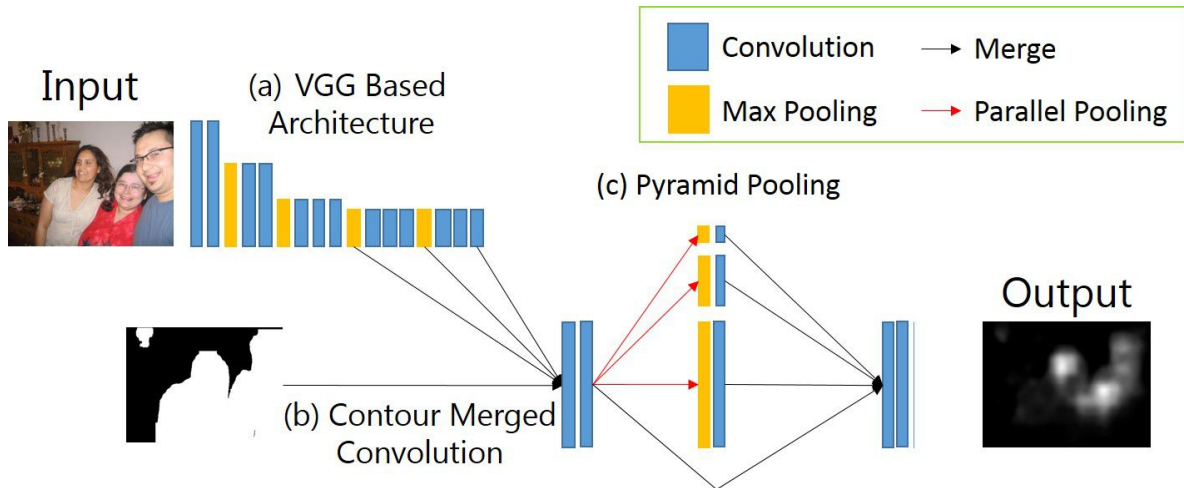 Input
(a) VGG Based
Architecture
Convolution
Merge
Max Pooling
Parallel Pooling
(c) Pyramid Pooling
Output
(b) Contour Merged
Convolution